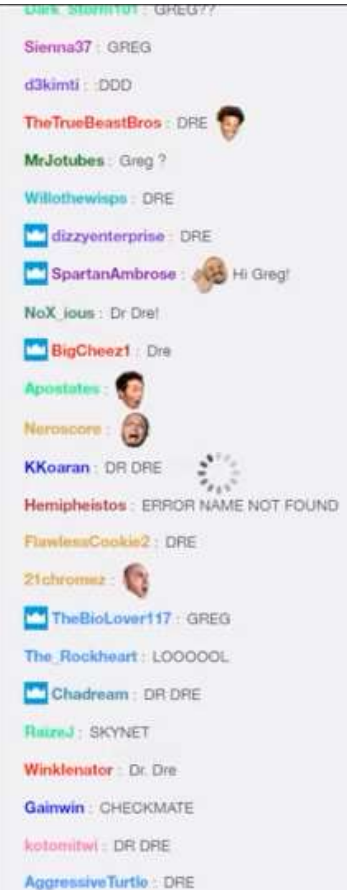 Dark_Storm101 : GREG??
Sienna37 : GREG
d3kimti : :DDD
TheTrueBeastBros : DRE
MrJotubes : Greg ?
Willothewisps : DRE
dizzyenterprise : DRE
SpartanAmbrose : Hi Greg!
NoX_ious : Dr Dre!
BigCheez1 : Dre
Apostates :
Neroscore :
KKoaran : DR DRE
Hemipheistos : ERROR NAME NOT FOUND
FlawlessCookie2 : DRE
21chromez :
TheBioLover117 : GREG
The_Rockheart : LOOOOOL
Chadream : DR DRE
RaizeJ : SKYNET
Winklenator : Dr. Dre
Gainwin : CHECKMATE
kotomitwi : DR DRE
AggressiveTurtle : DRE